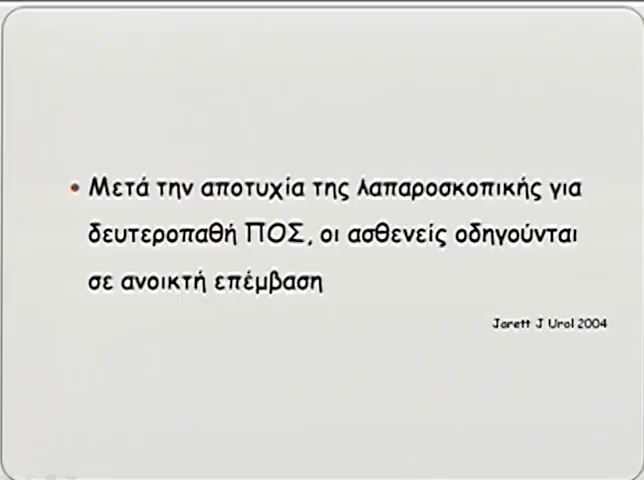 • Μετά την αποτυχία της λαπαροσκοπικής για
δευτεροπαθή ΠΟΣ, οι ασθενείς οδηγούνται
σε ανοικτή επέμβαση
Jarett J Urol 2004